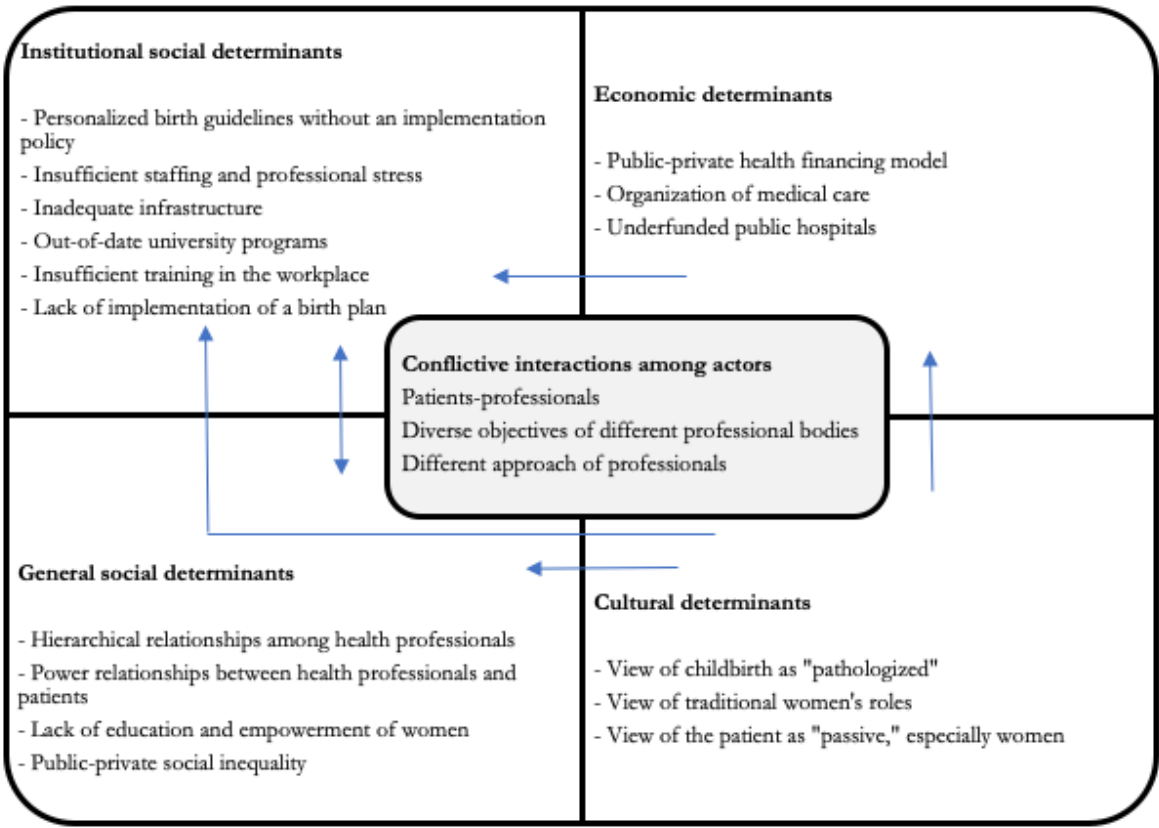 Institutional social determinants
- Personalized birth guidelines without an implementation
policy
- Insufficient staffing and professional stress
- Inadequate infrastructure
- Out-of-date university programs
- Insufficient training in the workplace
- Lack of implementation of a birth plan
Economic determinants
- Public-private health financing model
- Organization of medical care
- Underfunded public hospitals
Conflictive interactions among actors
Patients-professionals
Diverse objectives of different professional bodies
Different approach of professionals
General social determinants
- Hierarchical relationships among health professionals
- Power relationships between health professionals and
patients
- Lack of education and empowerment of women
- Public-private social inequality
Cultural determinants
- View of childbirth as "pathologized"
- View of traditional women's roles
- View of the patient as "passive," especially women